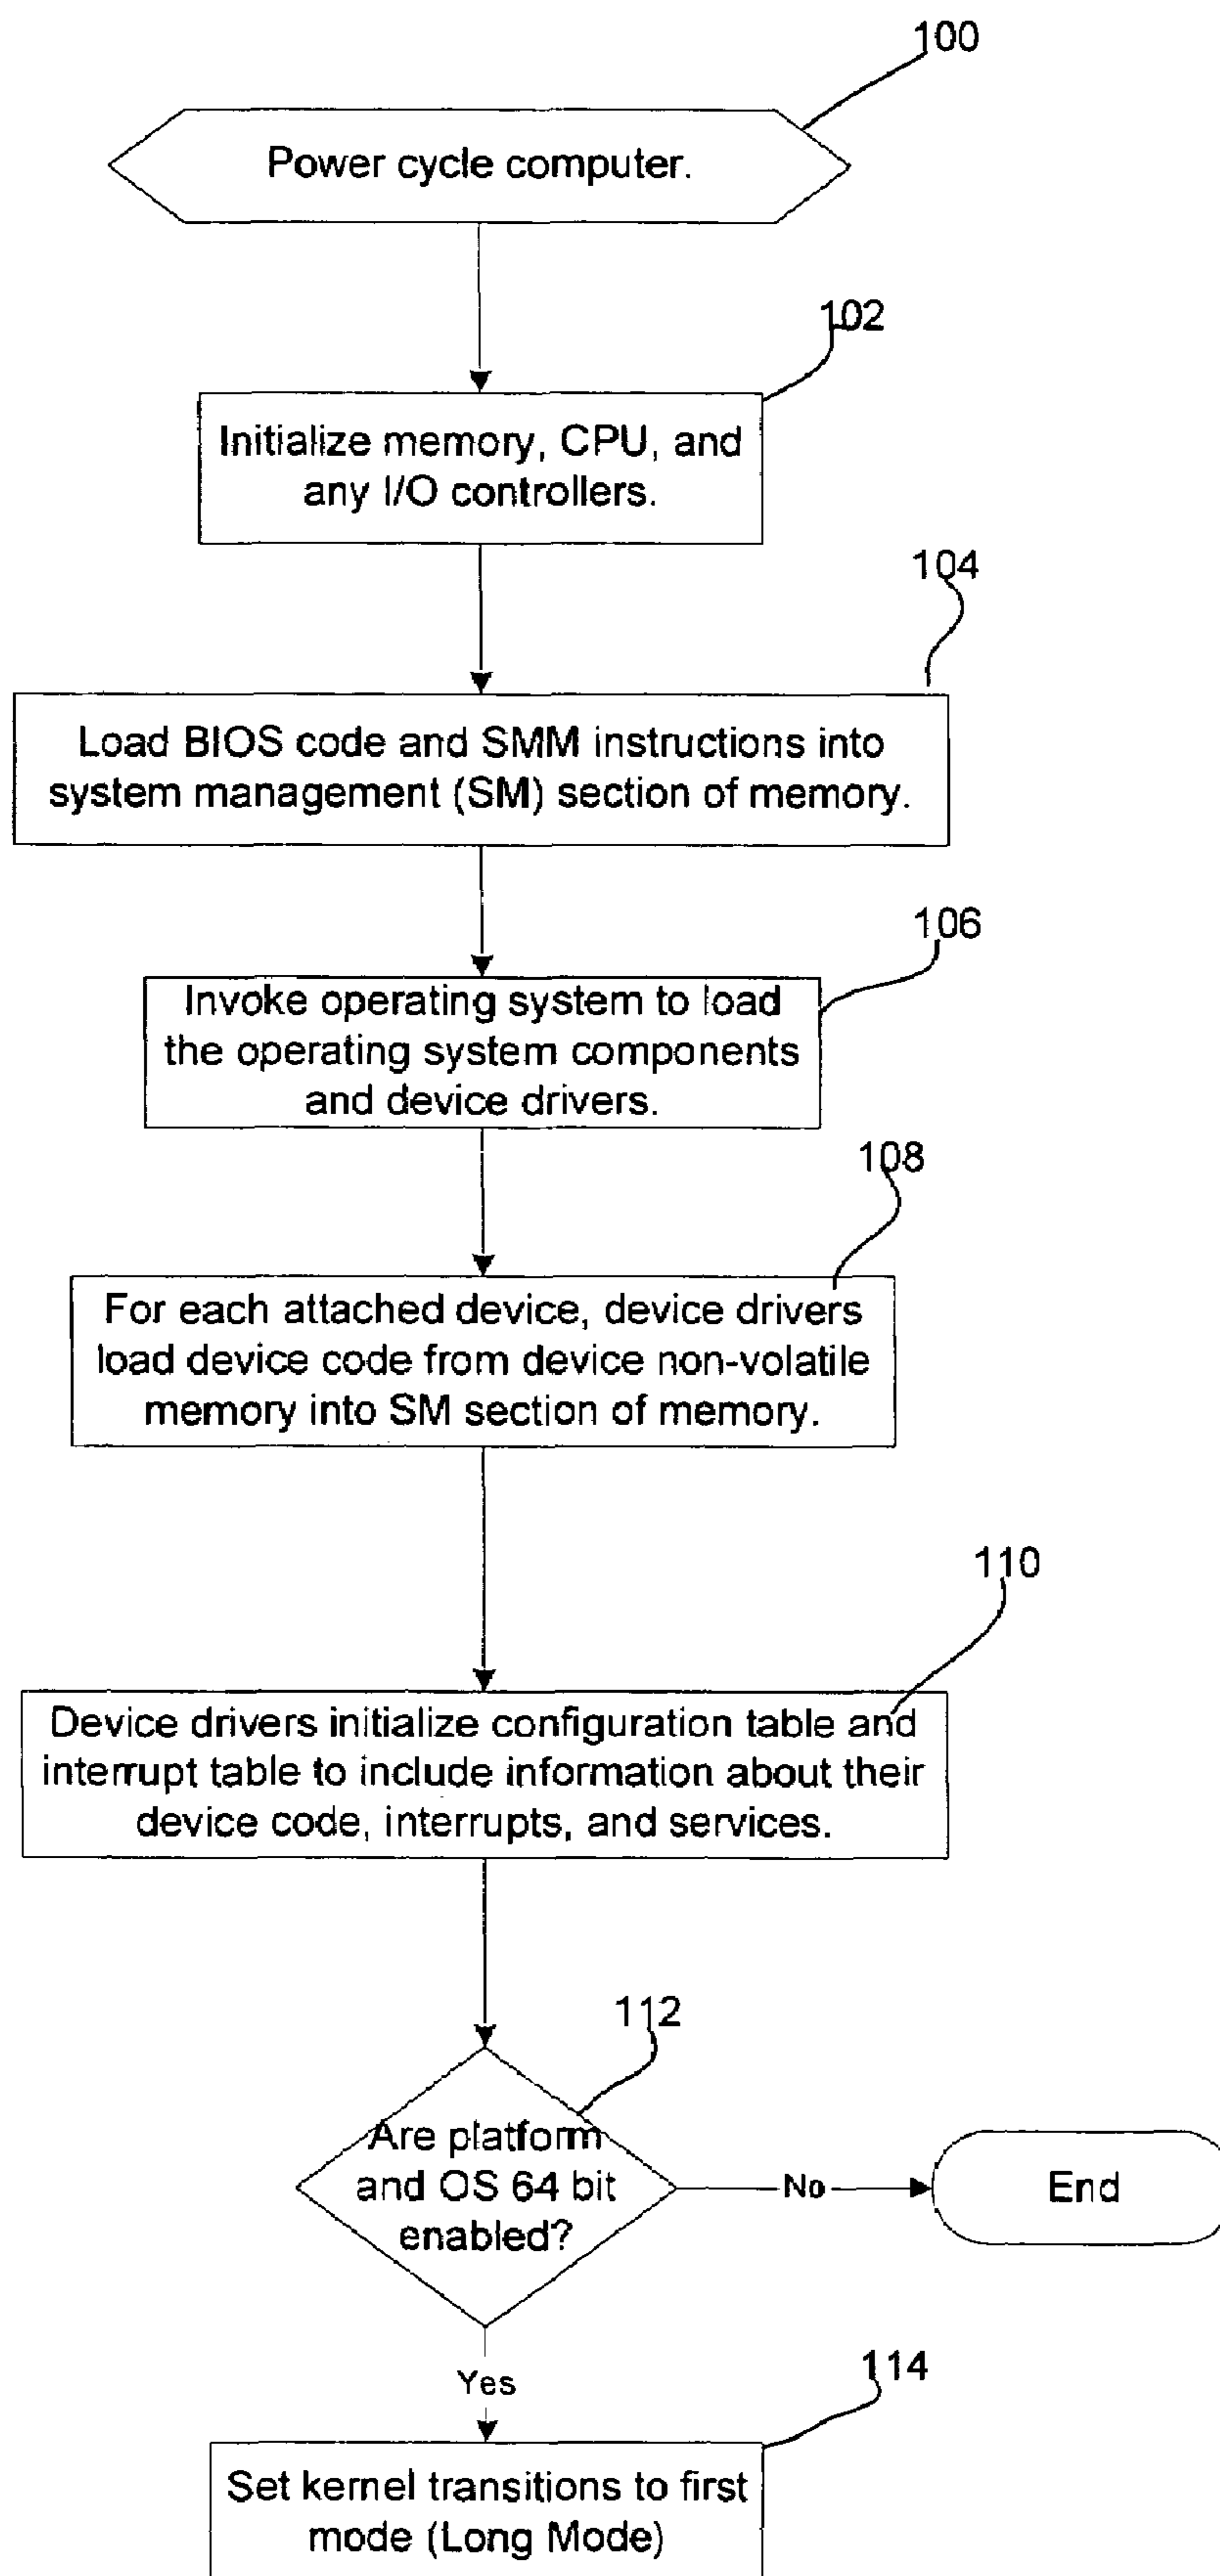 100
Power cycle computer.
102
Initialize memory, CPU, and
any I/O controllers.
104
Load BIOS code and SMM instructions into
system management (SM) section of memory.
106
Invoke operating system to load
the operating system components
and device drivers.
108
For each attached device, device drivers
load device code from device non-volatile
memory into SM section of memory.
110
Device drivers initialize configuration table and
interrupt table to include information about their
device code, interrupts, and services.
112
Are platform
and OS 64 bit
enabled?
No
End
Yes
114
Set kernel transitions to first
mode (Long Mode)